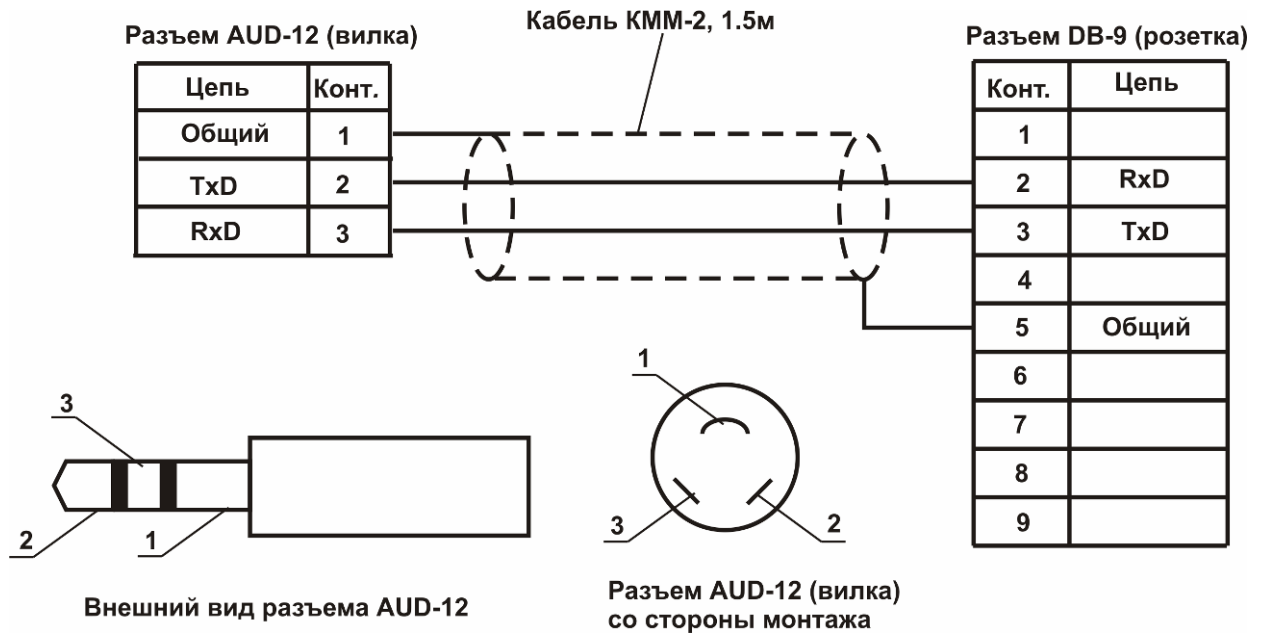 Кабель КММ-2, 1.5м
Разъем AUD-12 (вилка)
Разъем DB-9 (розетка)
Цепь Конт.
Общий 1
TxD 2
RxD 3
Конт. Цепь
1
2 RxD
3 TxD
4
5 Общий
6
7
8
9
3
2
1
Внешний вид разъема AUD-12
1
3
2
Разъем AUD-12 (вилка)
со стороны монтажа